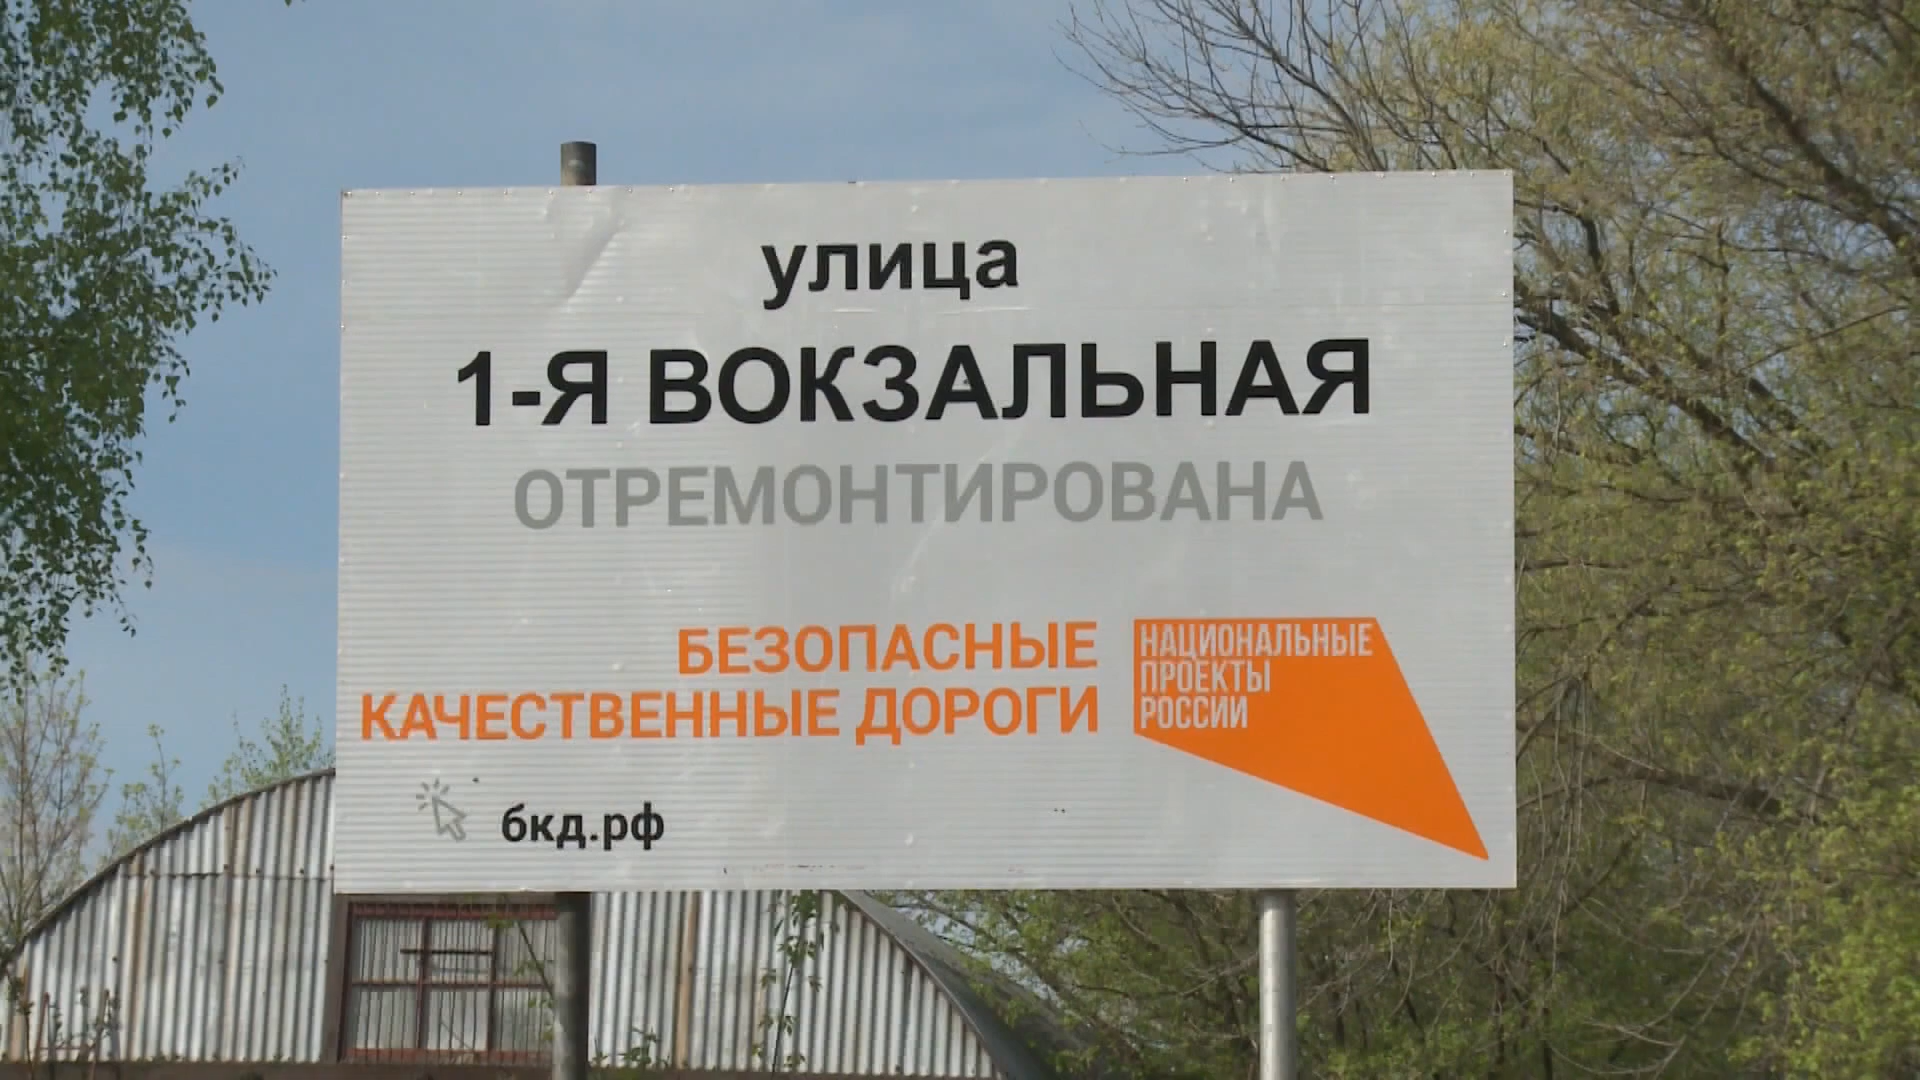 улица
1-Я ВОКЗАЛЬНАЯ
ОТРЕМОНТИРОВАНА
БЕЗОПАСНЫЕ
КАЧЕСТВЕННЫЕ ДОРОГИ
НАЦИОНАЛЬНЫЕ
ПРОЕКТЫ
РОССИИ
бкд.рф